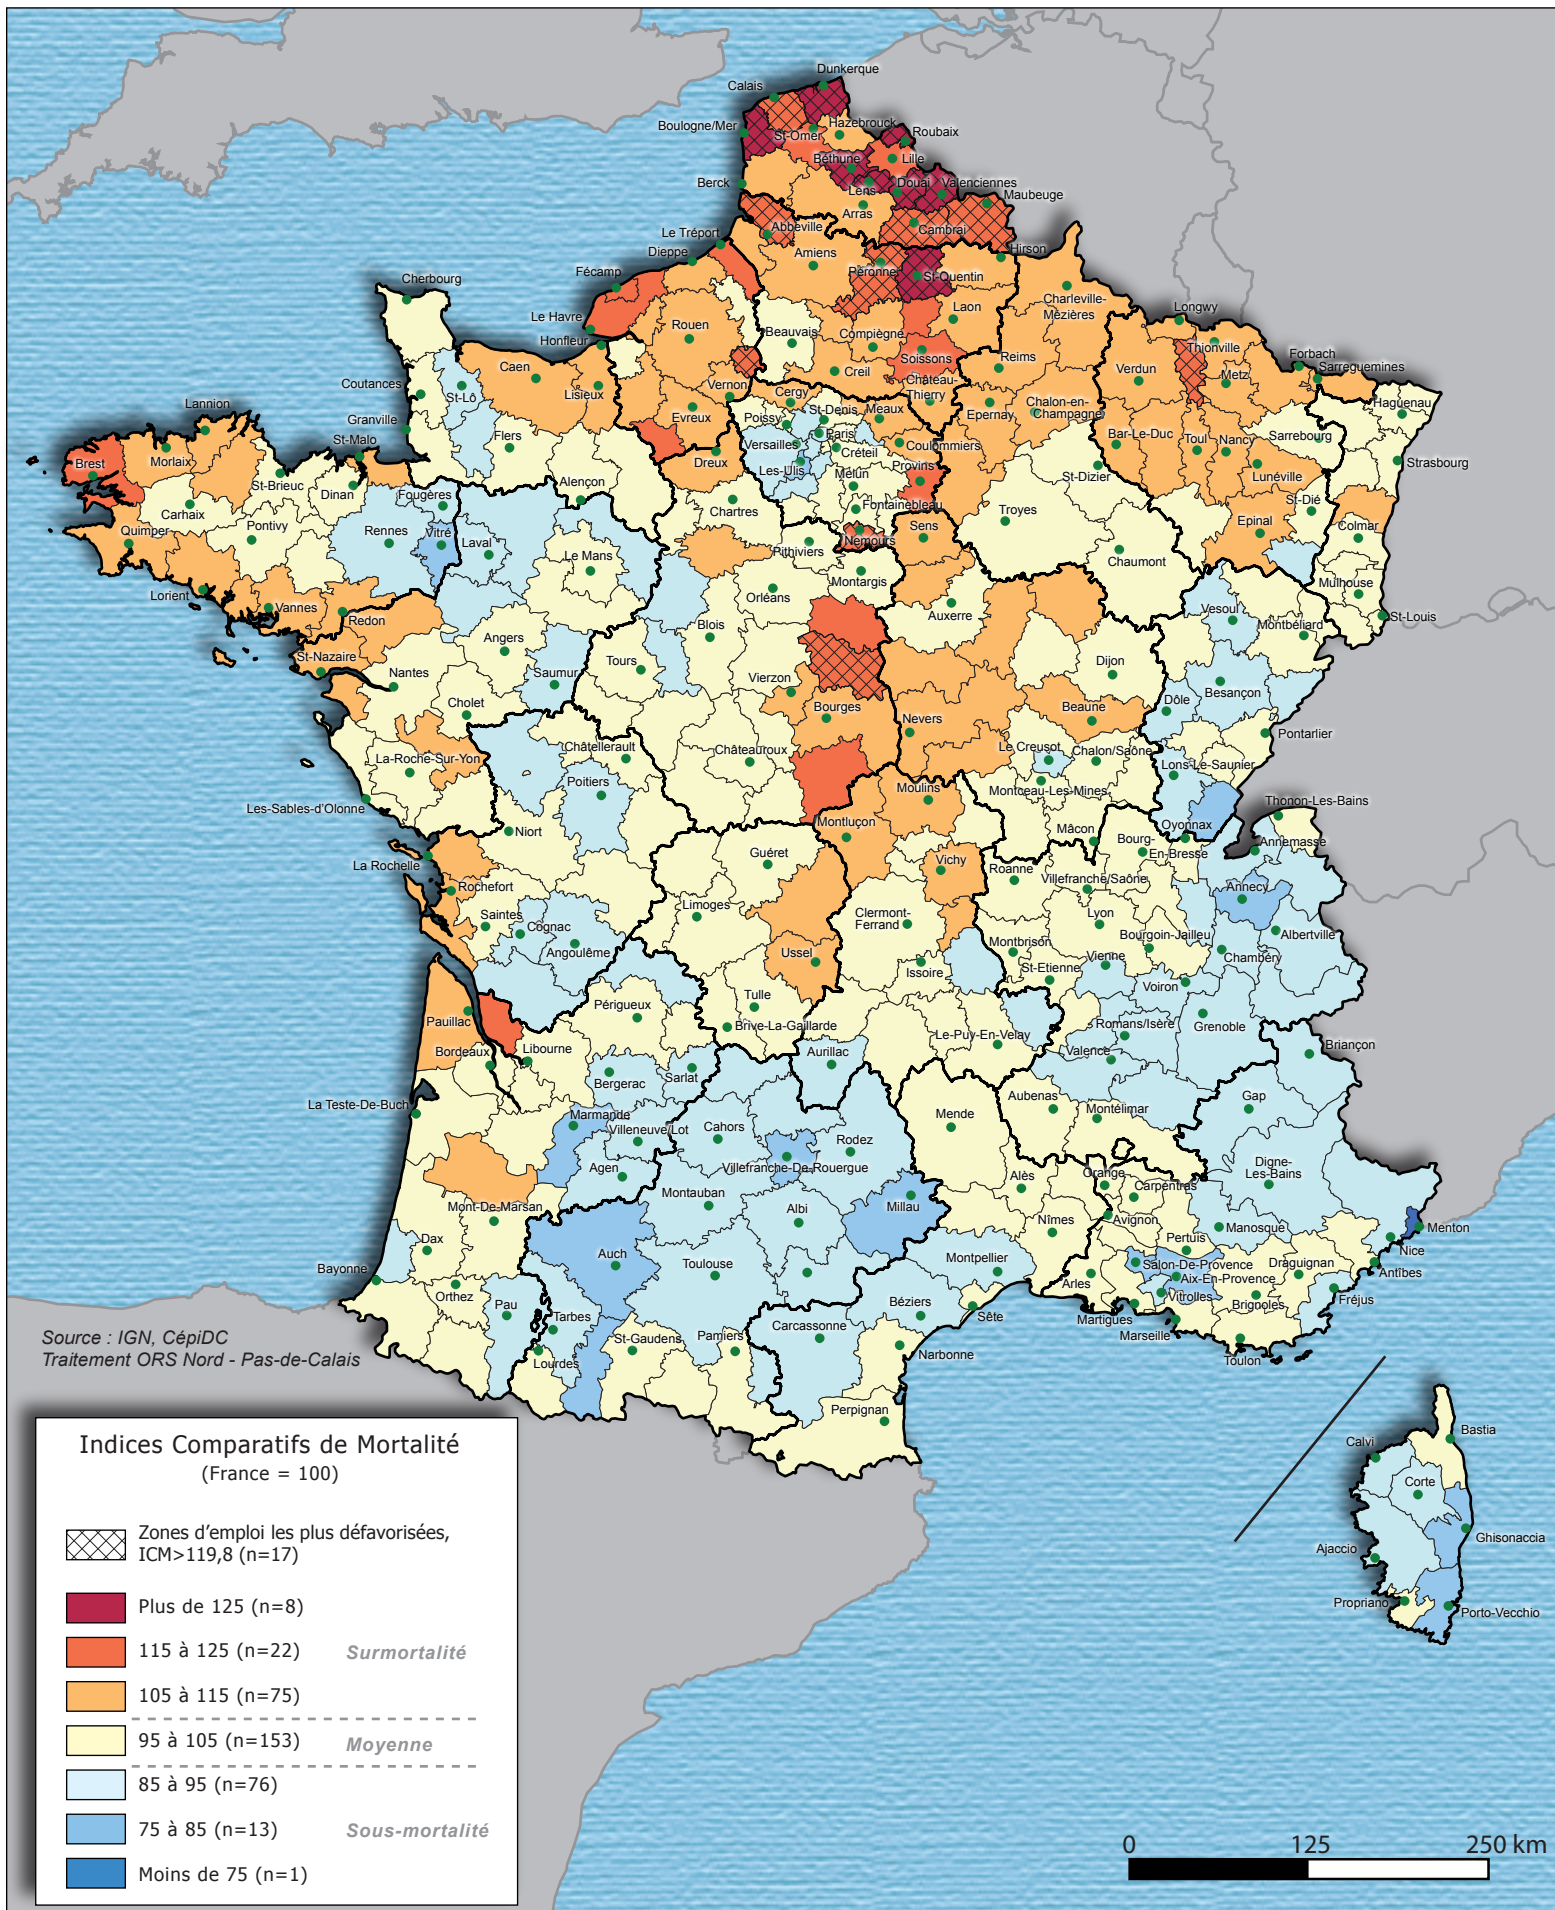 Dunkerque
Calais
Hazebrouck
Boulogne/Mer
St-Omer
Roubaix
Béthune
Lille
Berck
Lens
Douai
Valenciennes
Maubeuge
Arras
Cambrai
Abbeville
Le Tréport
Amiens
Hirson
Dieppe
Péronne
St-Quentin
Fécamp
Cherbourg
Charleville-
Mézières
Longwy
Laon
Le Havre
Rouen
Beauvais
Compiègne
Honfleur
Soissons
Reims
Thionville
Forbach
Sarreguemines
Caen
Creil
Verdun
Metz
Coutances
St-Lô
Lisieux
Vernon
Château-
Thierry
Cergy
Evreux
Epernay
Chalon-en-
Champagne
Haguenau
Lannion
Granville
Poissy
St-Denis
Meaux
Bar-Le-Duc
Toul
Nancy
Sarrebourg
Flers
Versailles
Paris
Coulommiers
St-Malo
Morlaix
Créteil
Brest
Dreux
Les-Ulis
Provins
Lunéville
Strasbourg
St-Brieuc
Melun
St-Dizier
Dinan
Alençon
Fougères
Fontainebleau
St-Dié
Carhaix
Chartres
Troyes
Pontivy
Rennes
Vitré
Laval
Sens
Epinal
Colmar
Quimper
Nemours
Le Mans
Pithiviers
Chaumont
Montargis
Mulhouse
Lorient
Orléans
Vannes
Vesoul
Auxerre
St-Louis
Redon
Blois
Montbéliard
Angers
St-Nazaire
Tours
Dijon
Nantes
Saumur
Vierzon
Besançon
Cholet
Dôle
Bourges
Nevers
Beaune
Pontarlier
Châtellerault
Châteauroux
Le Creusot
Chalon/Saône
La-Roche-Sur-Yon
Lons-Le-Saunier
Poitiers
Moulins
Montceau-Les-Mines
Thonon-Les-Bains
Les-Sables-d'Olonne
Montluçon
Niort
Mâcon
Oyonnax
Bourg-
En-Bresse
Annemasse
Guéret
La Rochelle
Vichy
Roanne
Villefranche/Saône
Rochefort
Annecy
Limoges
Clermont-
Ferrand
Lyon
Saintes
Cognac
Albertville
Bourgoin-Jailleu
Angoulême
Montbrison
Ussel
Vienne
Chambéry
Issoire
St-Etienne
Voiron
Périgueux
Tulle
Pauillac
Brive-La-Gaillarde
Romans/Isère
Grenoble
Le-Puy-En-Velay
Bordeaux
Libourne
Aurillac
Valence
Briançon
Sarlat
Bergerac
Aubenas
Gap
La Teste-De-Buch
Mende
Montélimar
Marmande
Villeneuve/Lot
Cahors
Rodez
Agen
Villefranche-De-Rouergue
Digne-
Les-Bains
Alès
Orange
Carpentras
Montauban
Mont-De-Marsan
Albi
Millau
Nîmes
Avignon
Manosque
Menton
Dax
Pertuis
Auch
Montpellier
Nice
Toulouse
Salon-De-Provence
Draguignan
Antibes
Bayonne
Arles
Aix-En-Provence
Orthez
Vitrolles
Fréjus
Pau
Béziers
Brignoles
Tarbes
Sête
Martigues
Carcassonne
Marseille
St-Gaudens
Pamiers
Narbonne
Toulon
Lourdes
Perpignan
Bastia
Calvi
Corte
Ghisonaccia
Ajaccio
Propriano
Porto-Vecchio
Source : IGN, CépiDC
Traitement ORS Nord - Pas-de-Calais
Indices Comparatifs de Mortalité
(France = 100)
Zones d'emploi les plus défavorisées,
ICM>119,8 (n=17)
Plus de 125 (n=8)
115 à 125 (n=22) Surmortalité
105 à 115 (n=75)
95 à 105 (n=153) Moyenne
85 à 95 (n=76)
75 à 85 (n=13) Sous-mortalité
Moins de 75 (n=1)
0 125 250 km